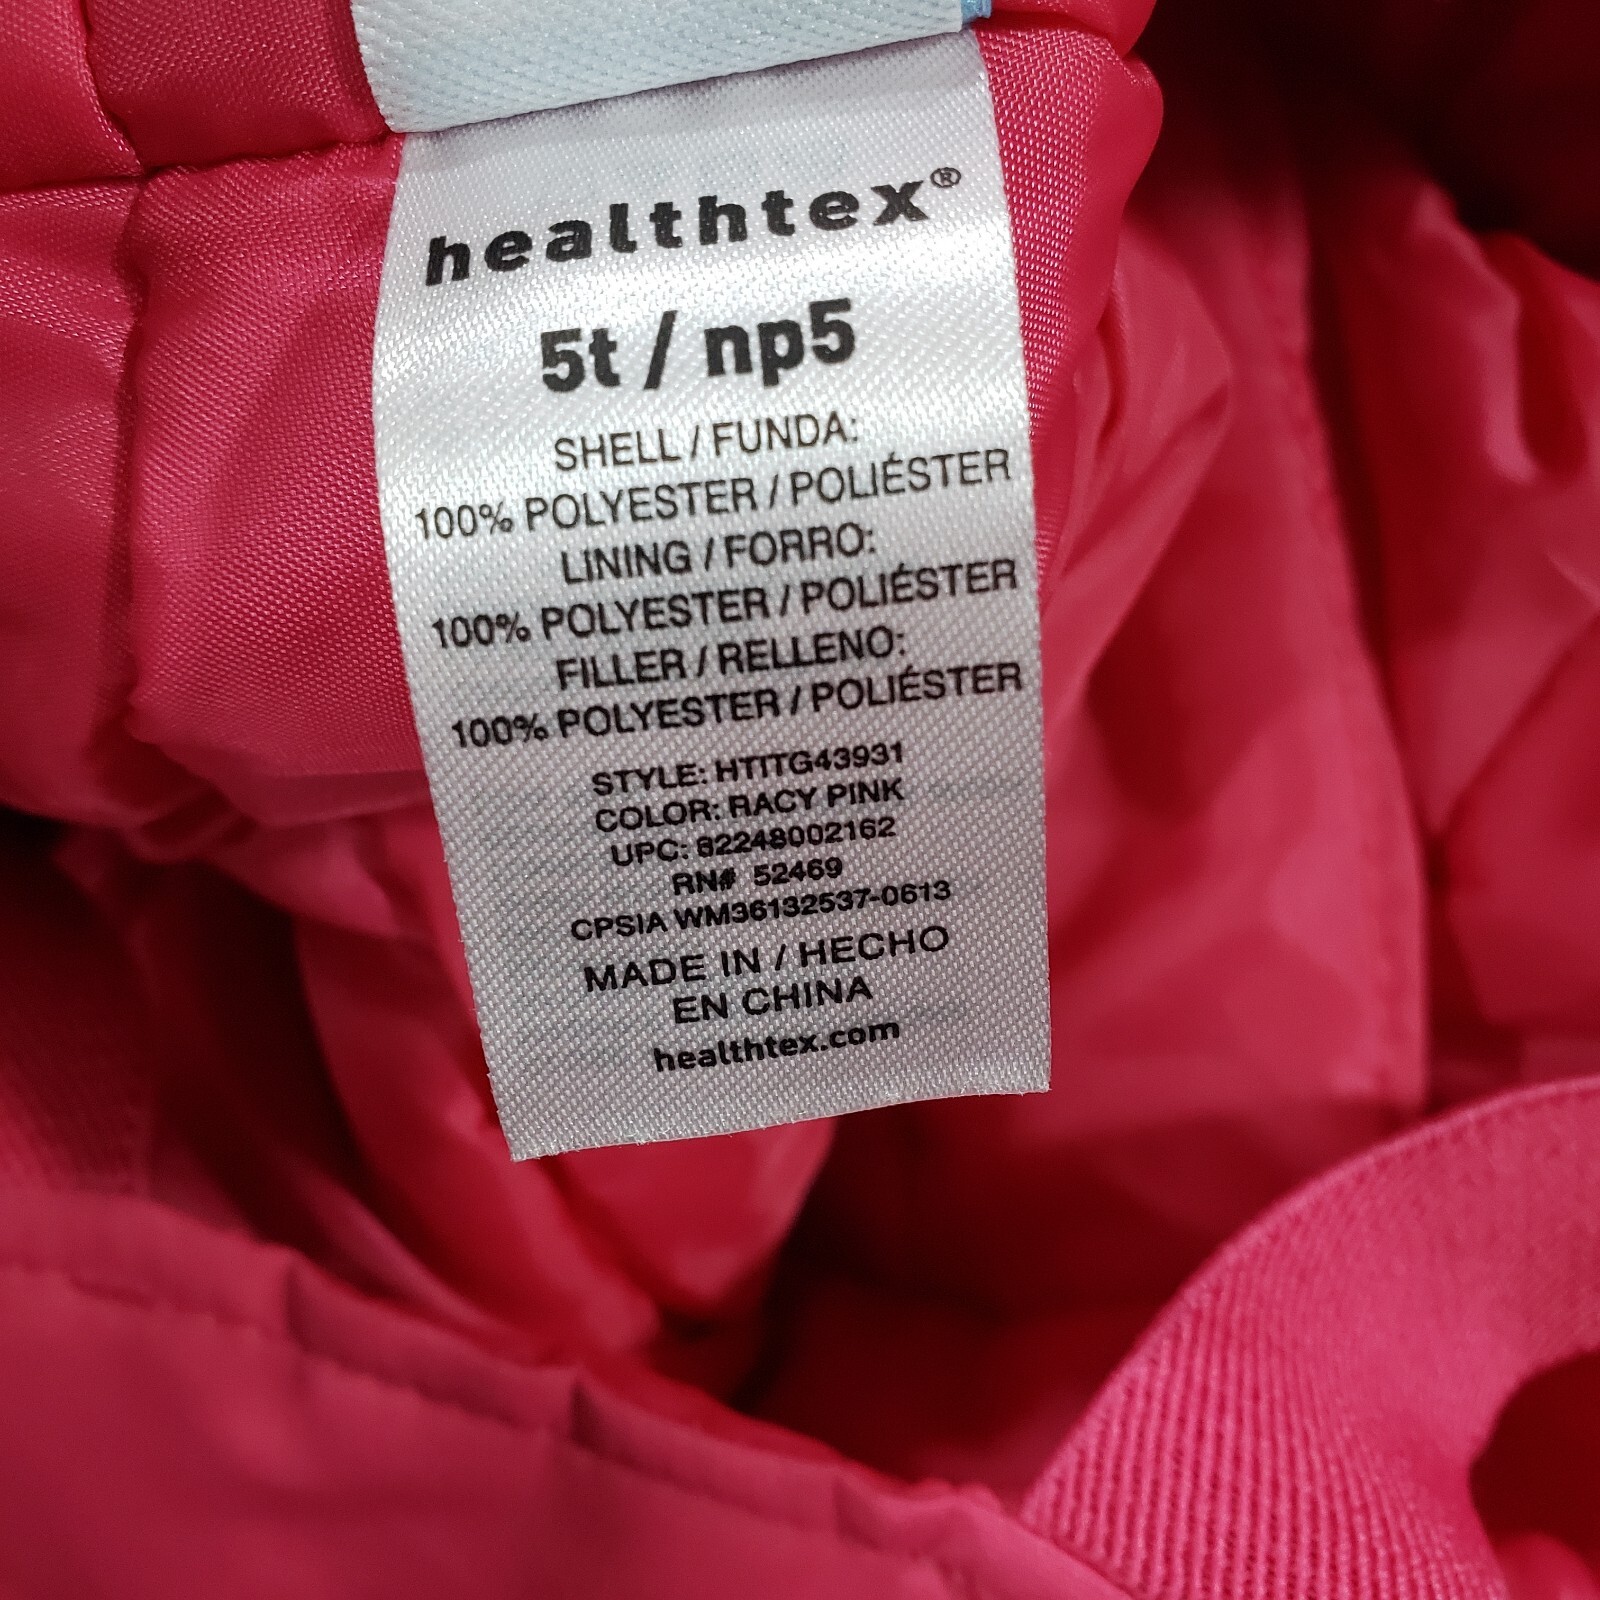 healthtex®
5t / np5
SHELL / FUNDA:
100% POLYESTER / POLIÉSTER
LINING / FORRO:
100% POLYESTER / POLIÉSTER
FILLER / RELLENO:
100% POLYESTER / POLIÉSTER
STYLE: HTITG43931
COLOR: RACY PINK
UPC: 82248002162
RN# 52469
CPSIA WM36132537-0613
MADE IN / HECHO
EN CHINA
healthtex.com